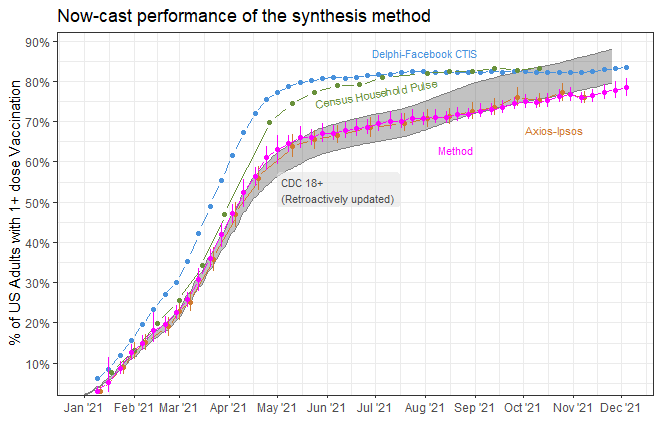 Now-cast performance of the synthesis method
% of US Adults with 1+ dose Vaccination
90%
80%
70%
60%
50%
40%
30%
20%
10%
Delphi-Facebook CTIS
Census Household Pulse
Axios-Ipsos
Method
CDC 18+
(Retroactively updated)
Jan '21 Feb '21 Mar '21 Apr '21 May '21 Jun '21 Jul '21 Aug '21 Sep '21 Oct '21 Nov '21 Dec '21